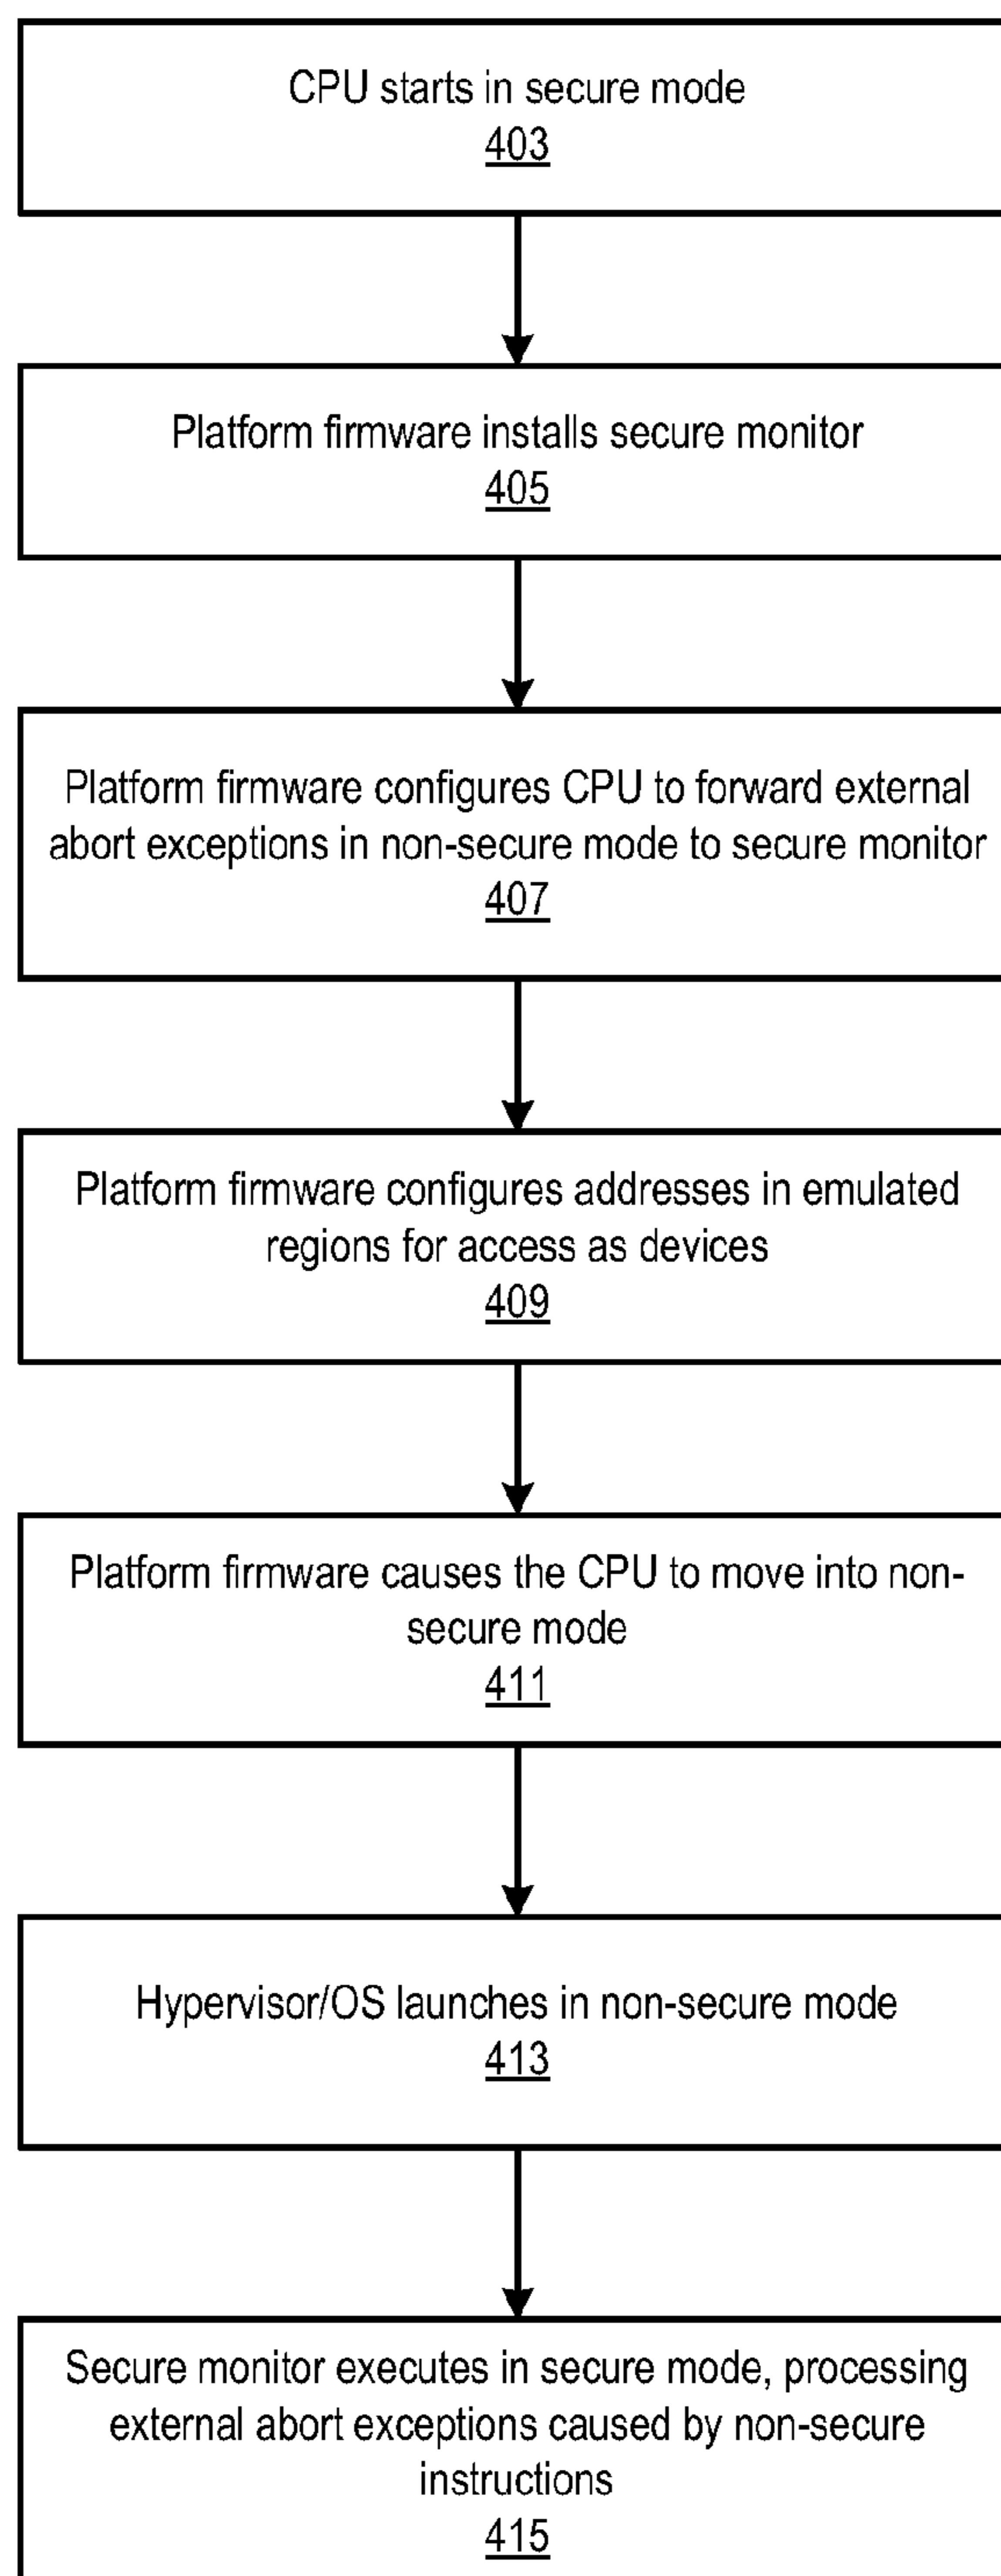 CPU starts in secure mode
403
Platform firmware installs secure monitor
405
Platform firmware configures CPU to forward external
abort exceptions in non-secure mode to secure monitor
407
Platform firmware configures addresses in emulated
regions for access as devices
409
Platform firmware causes the CPU to move into non-
secure mode
411
Hypervisor/OS launches in non-secure mode
413
Secure monitor executes in secure mode, processing
external abort exceptions caused by non-secure
instructions
415